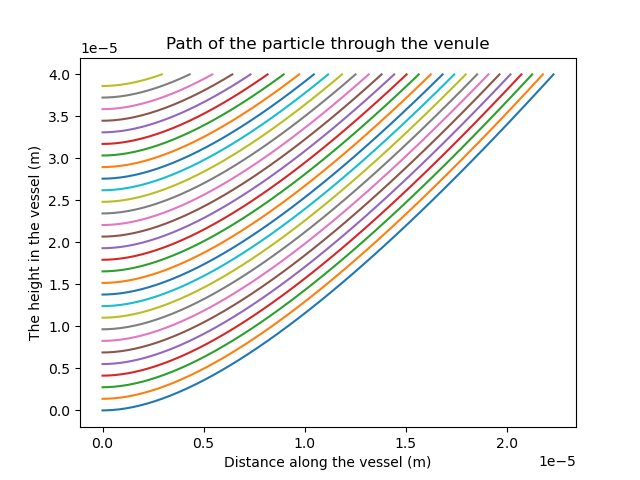 Path of the particle through the venule
1e−5
The height in the vessel (m)
4.0
3.5
3.0
2.5
2.0
1.5
1.0
0.5
0.0
0.0 0.5 1.0 1.5 2.0
Distance along the vessel (m)
1e−5